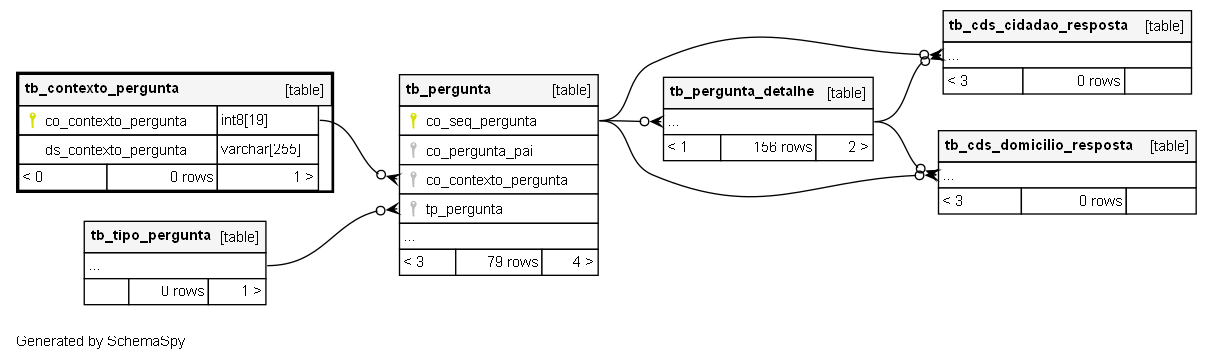 tb_contexto_pergunta [table]
co_contexto_pergunta int8[19]
ds_contexto_pergunta varchar[255]
< 0 0 rows 1 >
tb_tipo_pergunta [table]
...
0 rows 1 >
tb_pergunta [table]
co_seq_pergunta
co_pergunta_pai
co_contexto_pergunta
tp_pergunta
...
< 3 79 rows 4 >
tb_pergunta_detalhe [table]
...
< 1 156 rows 2 >
tb_cds_cidadao_resposta [table]
...
< 3 0 rows
tb_cds_domicilio_resposta [table]
...
< 3 0 rows
Generated by SchemaSpy